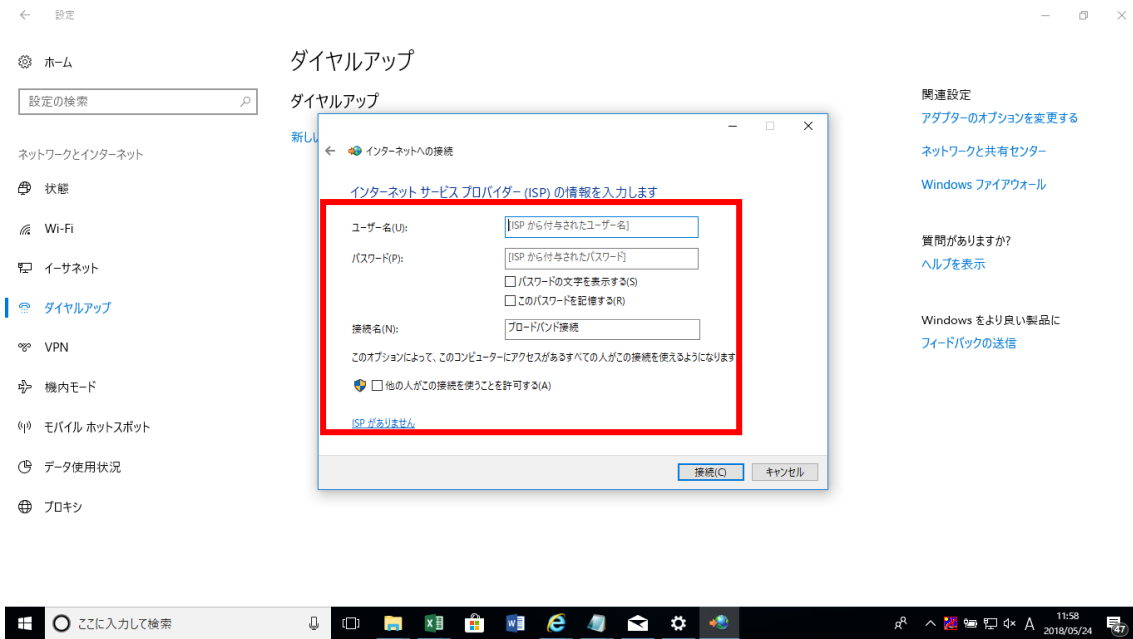 設定
ホーム
設定の検索
ネットワークとインターネット
状態
Wi-Fi
イーサネット
ダイヤルアップ
VPN
機内モード
モバイル ホットスポット
データ使用状況
プロキシ
ダイヤルアップ
ダイヤルアップ
新しい
インターネットへの接続
インターネット サービス プロバイダー (ISP) の情報を入力します
ユーザー名(U):
[ISP から付与されたユーザー名]
パスワード(P):
[ISP から付与されたパスワード]
パスワードの文字を表示する(S)
このパスワードを記憶する(R)
接続名(N):
ブロードバンド接続
このオプションによって、このコンピューターにアクセスがあるすべての人がこの接続を使えるようになります
他の人がこの接続を使うことを許可する(A)
ISP がありません
接続(C)
キャンセル
関連設定
アダプターのオプションを変更する
ネットワークと共有センター
Windows ファイアウォール
質問がありますか?
ヘルプを表示
Windows をより良い製品に
フィードバックの送信
ここに入力して検索
A
11:58
2018/05/24
47